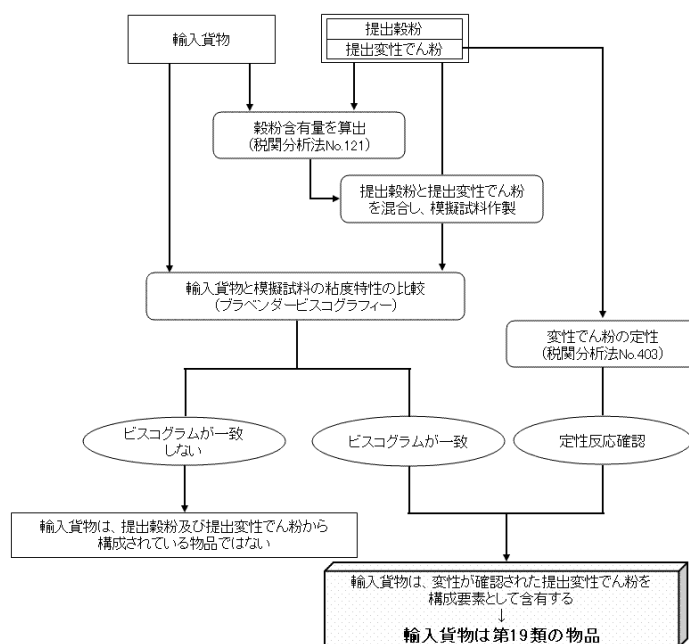 輸入貨物
提出穀粉
提出変性でん粉
穀粉含有量を算出
(税関分析法No.121)
提出穀粉と提出変性でん粉
を混合し、模擬試料作製
輸入貨物と模擬試料の粘度特性の比較
(ブラベンダービスコグラフィー)
変性でん粉の定性
(税関分析法No.403)
ビスコグラムが一致
しない
ビスコグラムが一致
定性反応確認
輸入貨物は、提出穀粉及び提出変性でん粉から
構成されている物品ではない
輸入貨物は、変性が確認された提出変性でん粉を
構成要素として含有する
↓
輸入貨物は第19類の物品